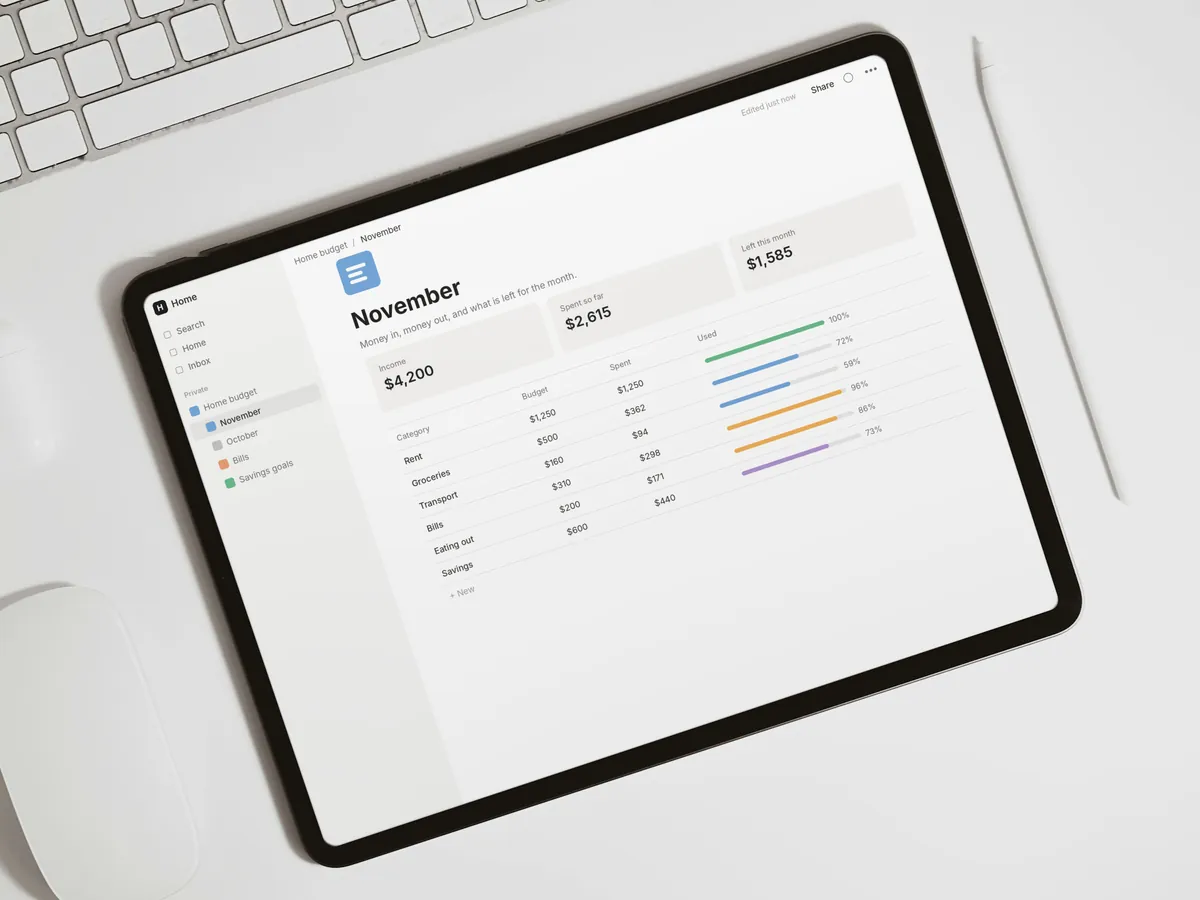 Edited just now Share
Home budget / November
H Home
Search
Home
Inbox
Private
Home budget
November
October
Bills
Savings goals
November
Money in, money out, and what is left for the month.
Income
$4,200
Spent so far
$2,615
Left this month
$1,585
Category Budget Spent Used
Rent $1,250 $1,250 100%
Groceries $500 $362 72%
Transport $160 $94 59%
Bills $310 $298 96%
Eating out $200 $171 86%
Savings $600 $440 73%
+ New